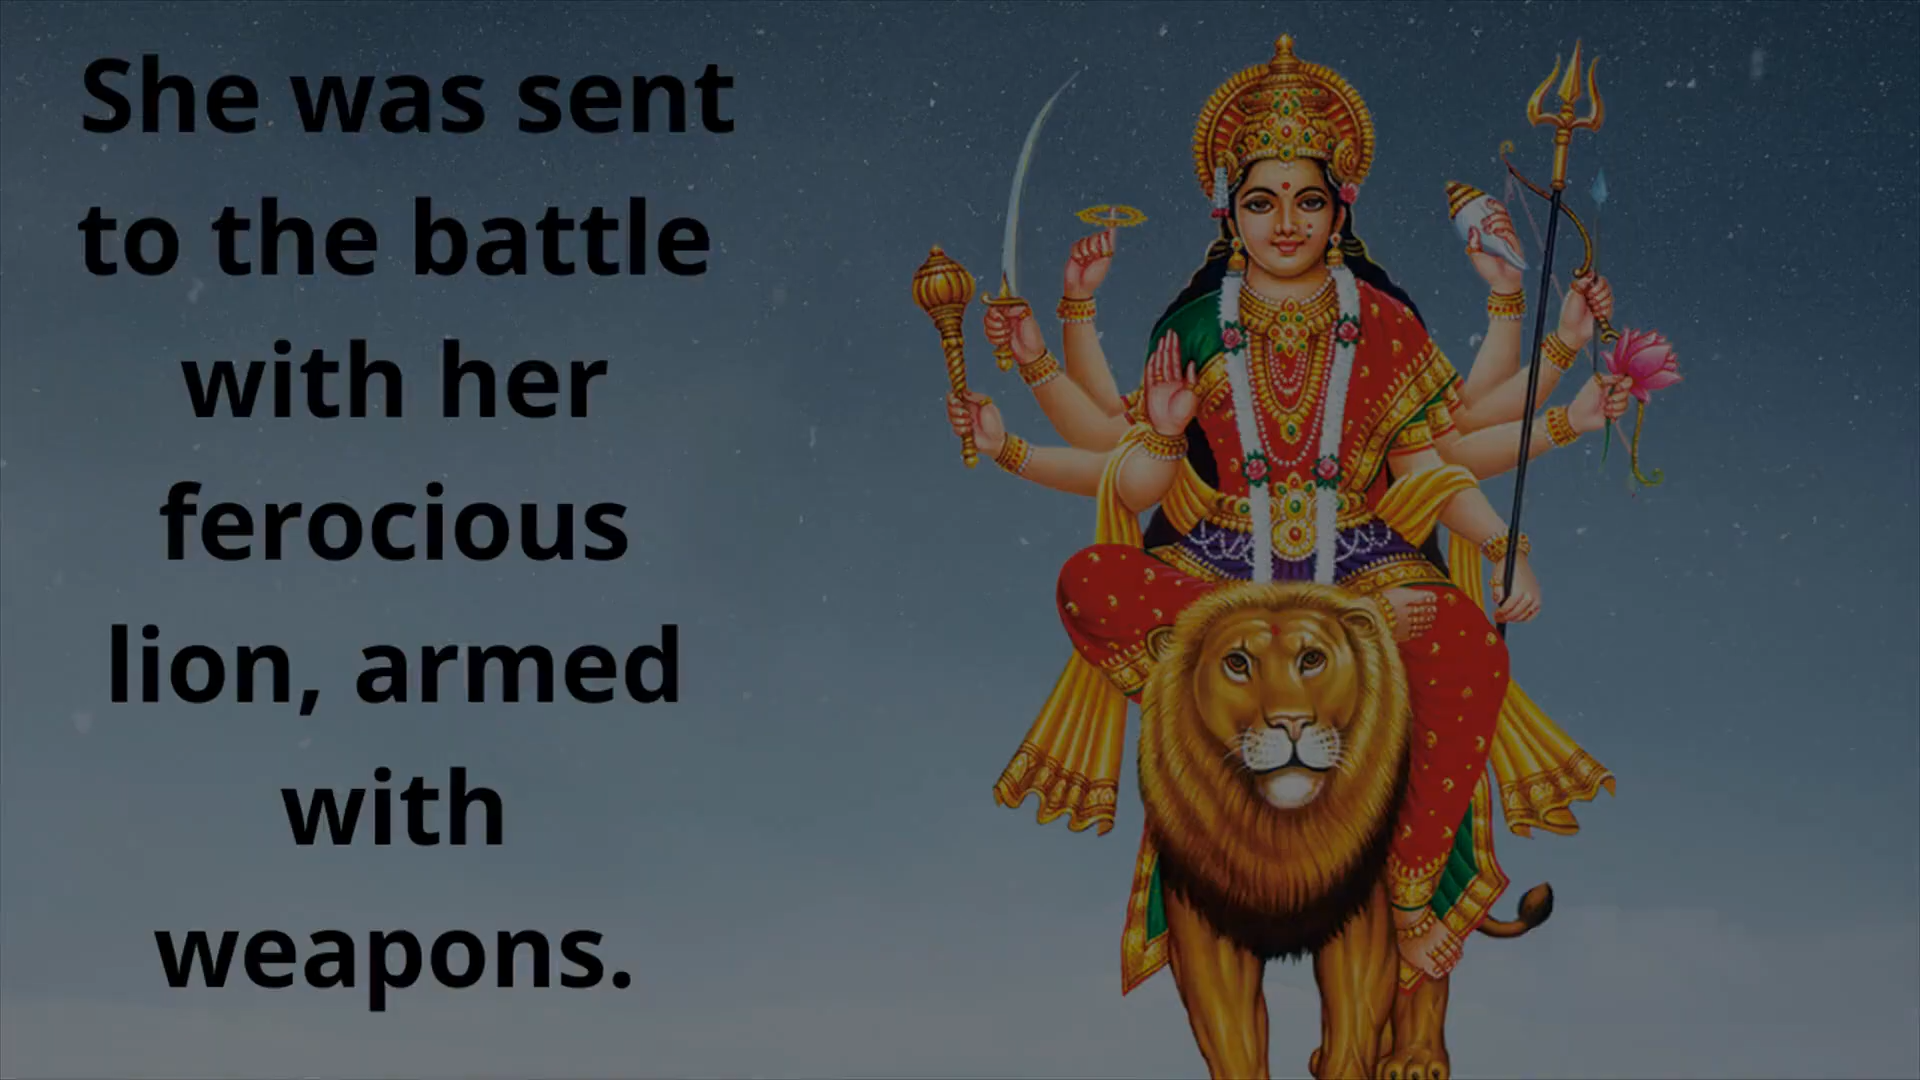 She was sent
to the battle
with her
ferocious
lion, armed
with
weapons.